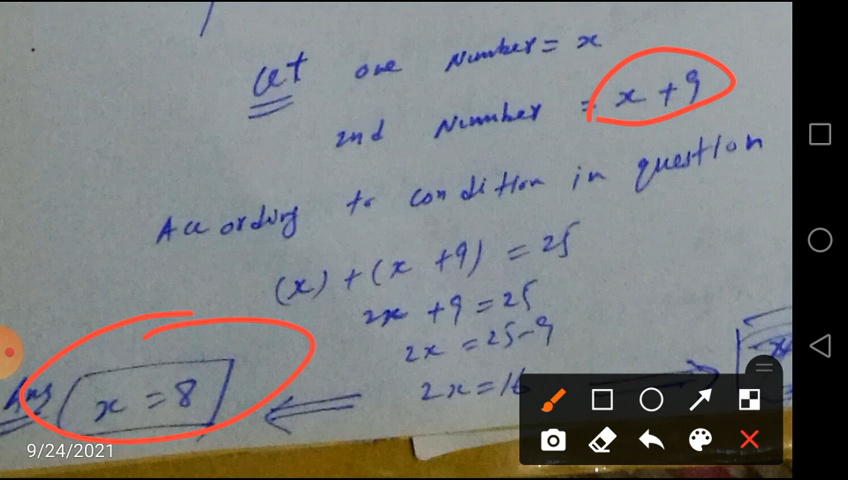 Let one Number = x
2nd Number = x + 9
According to condition in question
(x) + (x + 9) = 25
2x + 9 = 25
2x = 25-9
2x = 16
Ans x = 8
9/24/2021